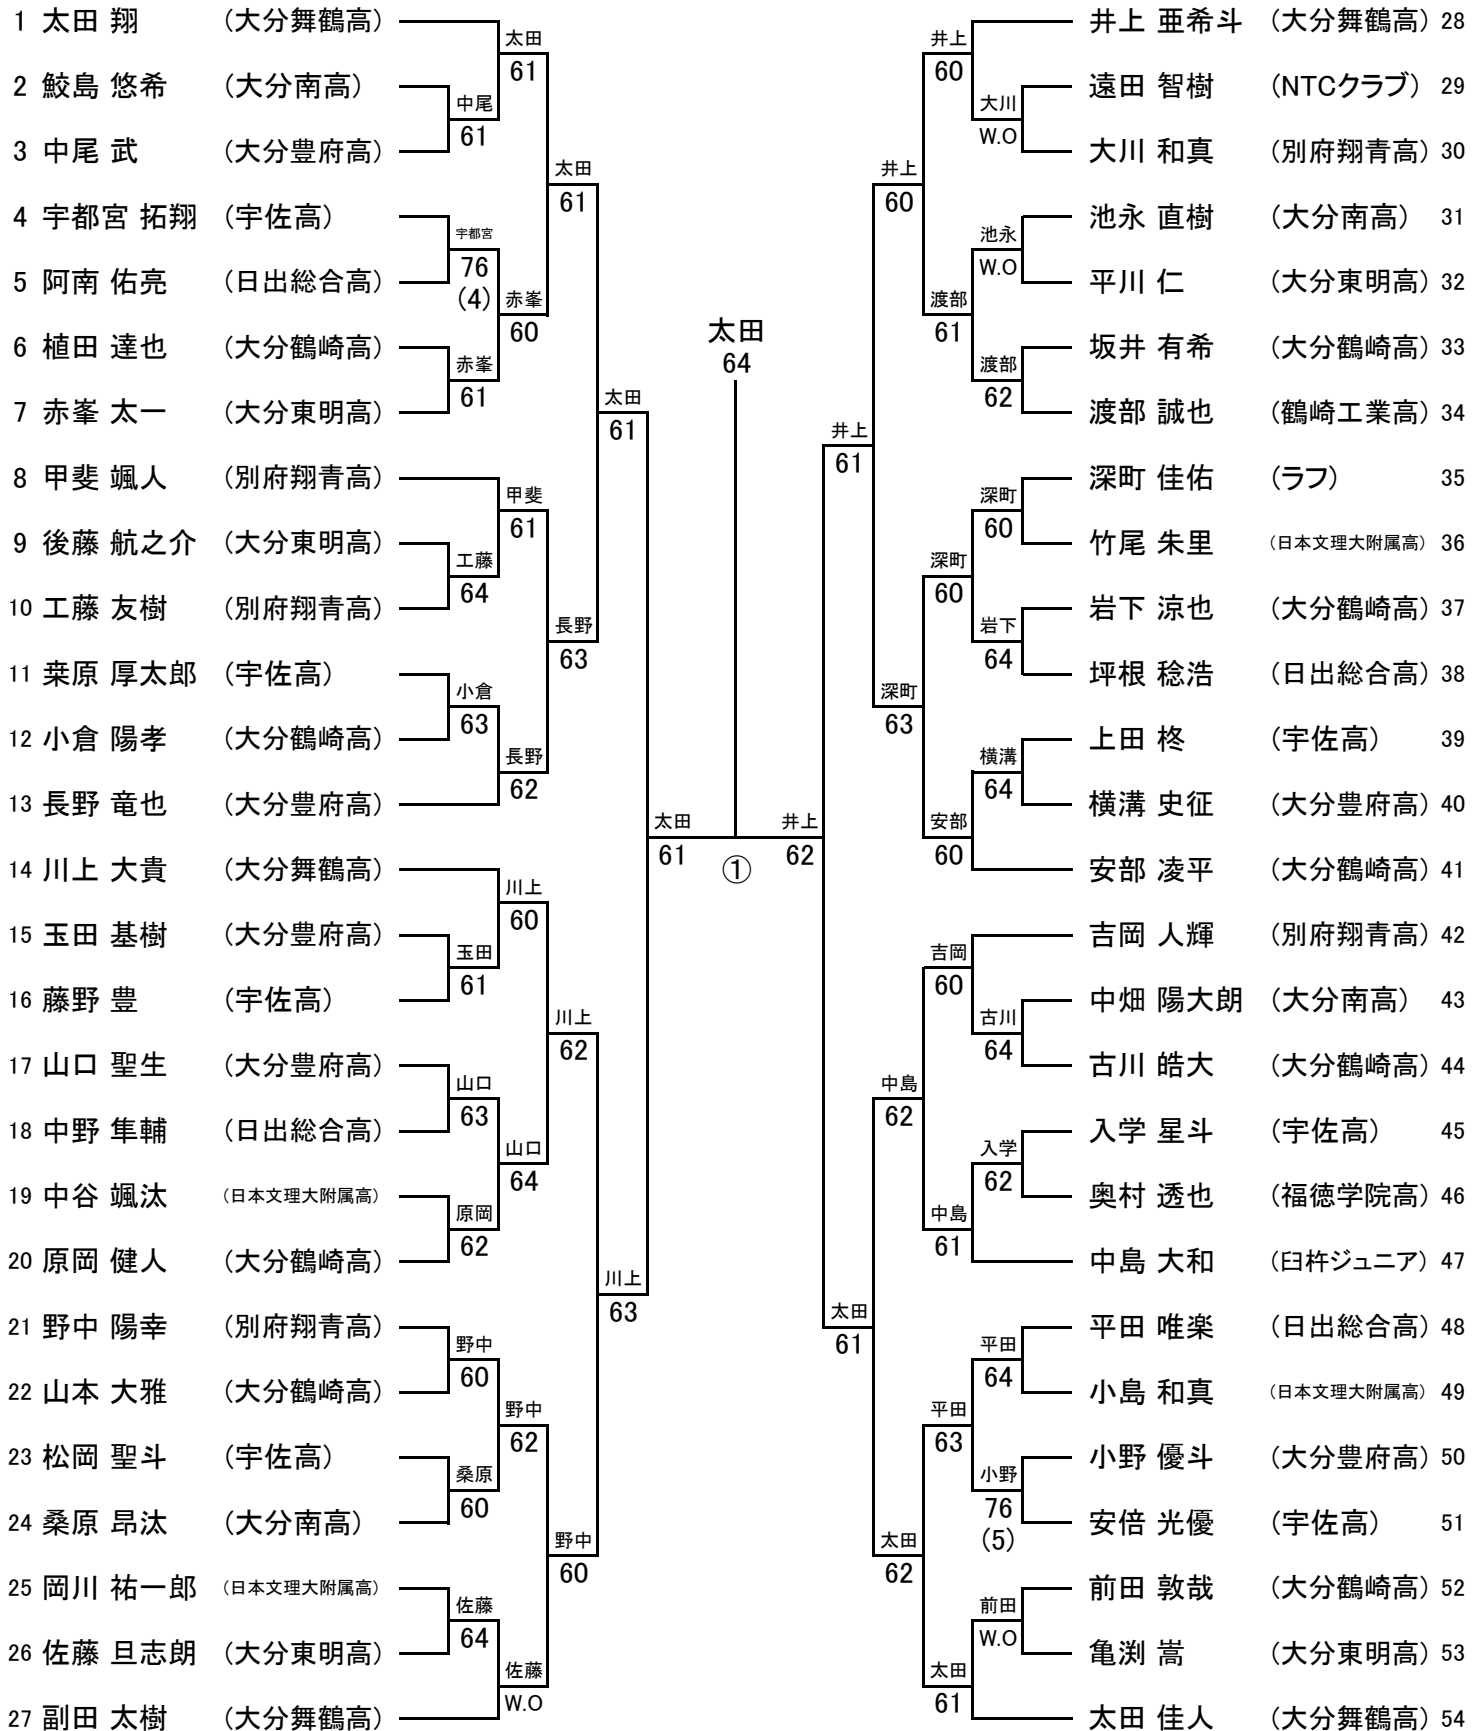 1 太田 翔 (大分舞鶴高)
2 鮫島 悠希 (大分南高)
3 中尾 武 (大分豊府高)
4 宇都宮 拓翔 (宇佐高)
5 阿南 佑亮 (日出総合高)
6 植田 達也 (大分鶴崎高)
7 赤峯 太一 (大分東明高)
8 甲斐 颯人 (別府翔青高)
9 後藤 航之介 (大分東明高)
10 工藤 友樹 (別府翔青高)
11 桒原 厚太郎 (宇佐高)
12 小倉 陽孝 (大分鶴崎高)
13 長野 竜也 (大分豊府高)
14 川上 大貴 (大分舞鶴高)
15 玉田 基樹 (大分豊府高)
16 藤野 豊 (宇佐高)
17 山口 聖生 (大分豊府高)
18 中野 隼輔 (日出総合高)
19 中谷 颯汰 (日本文理大附属高)
20 原岡 健人 (大分鶴崎高)
21 野中 陽幸 (別府翔青高)
22 山本 大雅 (大分鶴崎高)
23 松岡 聖斗 (宇佐高)
24 桑原 昂汰 (大分南高)
25 岡川 祐一郎 (日本文理大附属高)
26 佐藤 旦志朗 (大分東明高)
27 副田 太樹 (大分舞鶴高)
中尾
61
宇都宮
76
(4)
赤峯
61
工藤
64
小倉
63
玉田
61
山口
63
原岡
62
野中
60
桑原
60
佐藤
64
太田
61
赤峯
60
甲斐
61
長野
62
川上
60
山口
64
野中
62
佐藤
W.O
太田
61
長野
63
川上
62
野中
60
太田
61
川上
63
太田
61
太田
64
①
井上
62
井上
61
太田
61
井上
60
深町
63
中島
62
太田
62
井上
60
渡部
61
深町
60
安部
60
吉岡
60
中島
61
平田
63
太田
61
大川
W.O
池永
W.O
渡部
62
深町
60
岩下
64
横溝
64
古川
64
入学
62
平田
64
小野
76
(5)
前田
W.O
井上 亜希斗 (大分舞鶴高) 28
遠田 智樹 (NTCクラブ) 29
大川 和真 (別府翔青高) 30
池永 直樹 (大分南高) 31
平川 仁 (大分東明高) 32
坂井 有希 (大分鶴崎高) 33
渡部 誠也 (鶴崎工業高) 34
深町 佳佑 (ラフ) 35
竹尾 朱里 (日本文理大附属高) 36
岩下 涼也 (大分鶴崎高) 37
坪根 稔浩 (日出総合高) 38
上田 柊 (宇佐高) 39
横溝 史征 (大分豊府高) 40
安部 凌平 (大分鶴崎高) 41
吉岡 人輝 (別府翔青高) 42
中畑 陽大朗 (大分南高) 43
古川 皓大 (大分鶴崎高) 44
入学 星斗 (宇佐高) 45
奥村 透也 (福徳学院高) 46
中島 大和 (臼杵ジュニア) 47
平田 唯楽 (日出総合高) 48
小島 和真 (日本文理大附属高) 49
小野 優斗 (大分豊府高) 50
安倍 光優 (宇佐高) 51
前田 敦哉 (大分鶴崎高) 52
亀渕 嵩 (大分東明高) 53
太田 佳人 (大分舞鶴高) 54